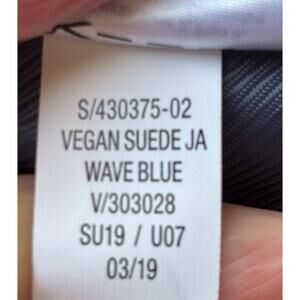 S/430375-02
VEGAN SUEDE JA
WAVE BLUE
V/303028
SU19 / U07
03/19